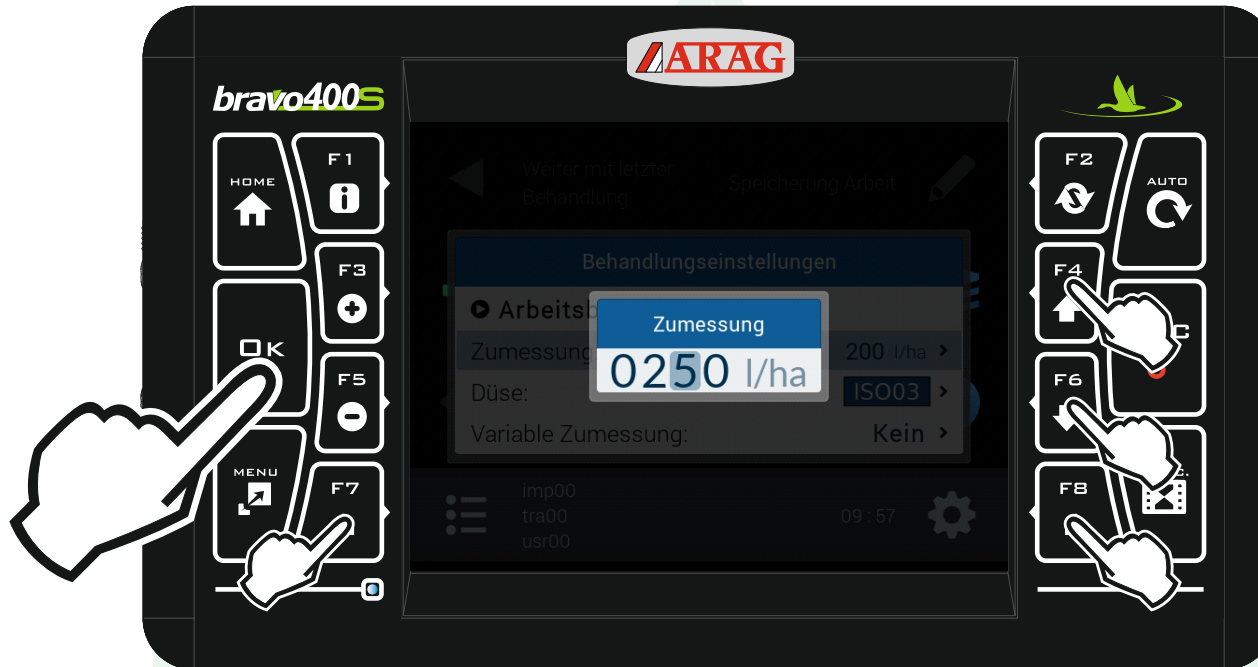 ARAG
bravo400S
HOME
F1
F2
AUTO
F3
F4
OK
C
F5
F6
MENU
F7
F8
c.
Weiter mit letzter
Behandlung
Speicherung Arbeit
Behandlungseinstellungen
Arbeitsb
Zumessung
200 l/ha
Zumessung
0250 l/ha
Düse:
ISO03
Variable Zumessung:
Kein
imp00
tra00
usr00
09 : 57